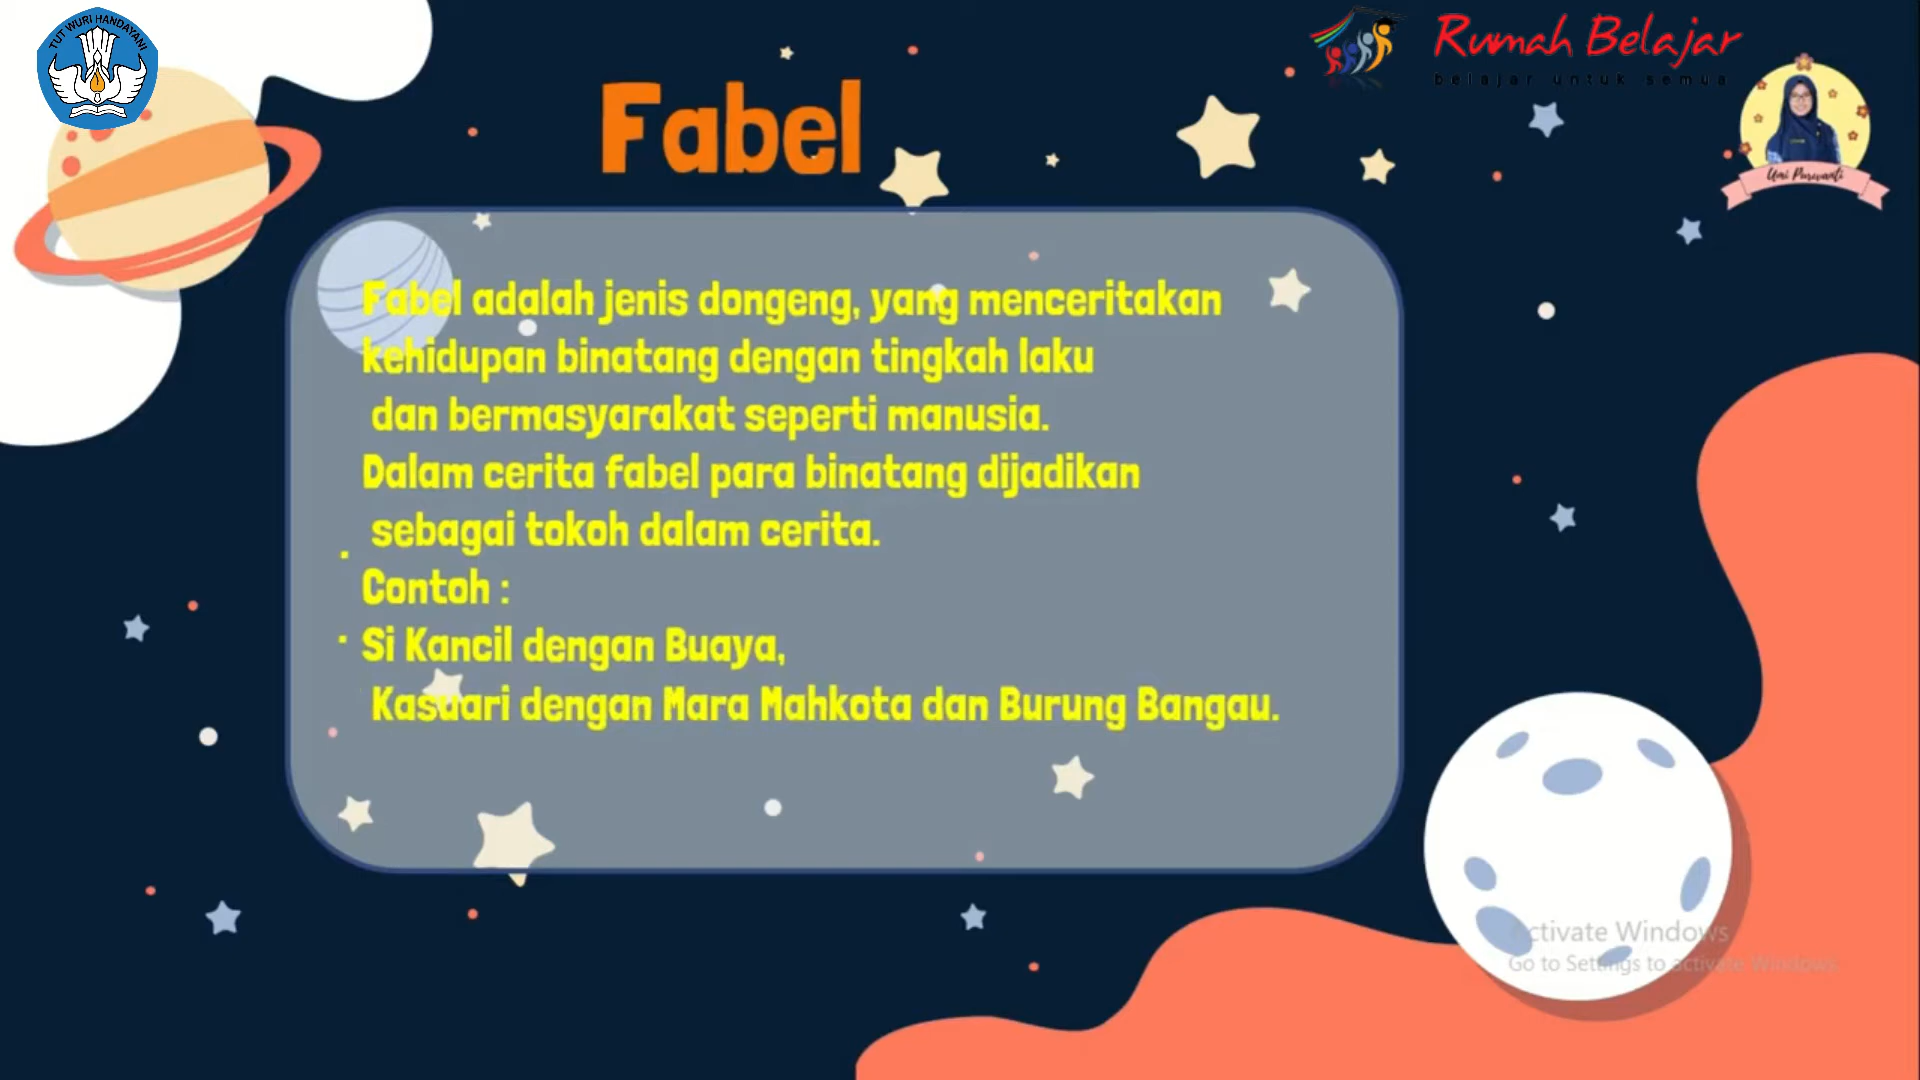 TUT WURI HANDAYANI
Rumah Belajar
belajar untuk semua
Fabel
Umi Purwanti
Fabel adalah jenis dongeng, yang menceritakan
kehidupan binatang dengan tingkah laku
dan bermasyarakat seperti manusia.
Dalam cerita fabel para binatang dijadikan
sebagai tokoh dalam cerita.
Contoh :
Si Kancil dengan Buaya,
Kasuari dengan Mara Mahkota dan Burung Bangau.
Activate Windows
Go to Settings to activate Windows.